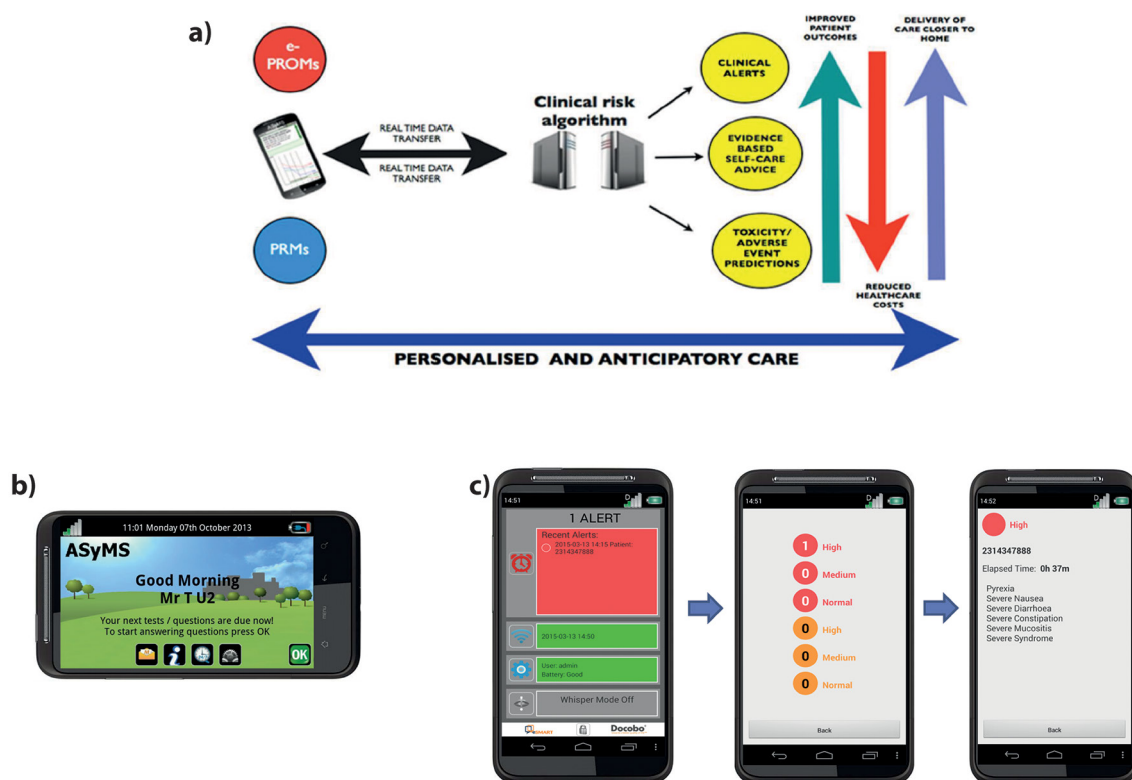 a)
e-
PROMs
ASyMS
REAL TIME DATA
TRANSFER
REAL TIME DATA
TRANSFER
PRMs
Clinical risk
algorithm
CLINICAL
ALERTS
EVIDENCE
BASED
SELF-CARE
ADVICE
TOXICITY/
ADVERSE
EVENT
PREDICTIONS
IMPROVED
PATIENT
OUTCOMES
DELIVERY OF
CARE CLOSER TO
HOME
REDUCED
HEALTHCARE
COSTS
PERSONALISED AND ANTICIPATORY CARE
b)
11:01 Monday 07th October 2013
ASyMS
Good Morning
Mr T U2
Your next tests / questions are due now!
To start answering questions press OK
OK
c)
14:51
D
1 ALERT
Recent Alerts:
2015-03-13 14:15 Patient:
2314347888
2015-03-13 14:50
User: admin
Battery: Good
Whisper Mode Off
eSMART
Docobo
14:51
D
1 High
0 Medium
0 Normal
0 High
0 Medium
0 Normal
Back
14:52
D
High
2314347888
Elapsed Time: 0h 37m
Pyrexia
Severe Nausea
Severe Diarrhoea
Severe Constipation
Severe Mucositis
Severe Syndrome
Back